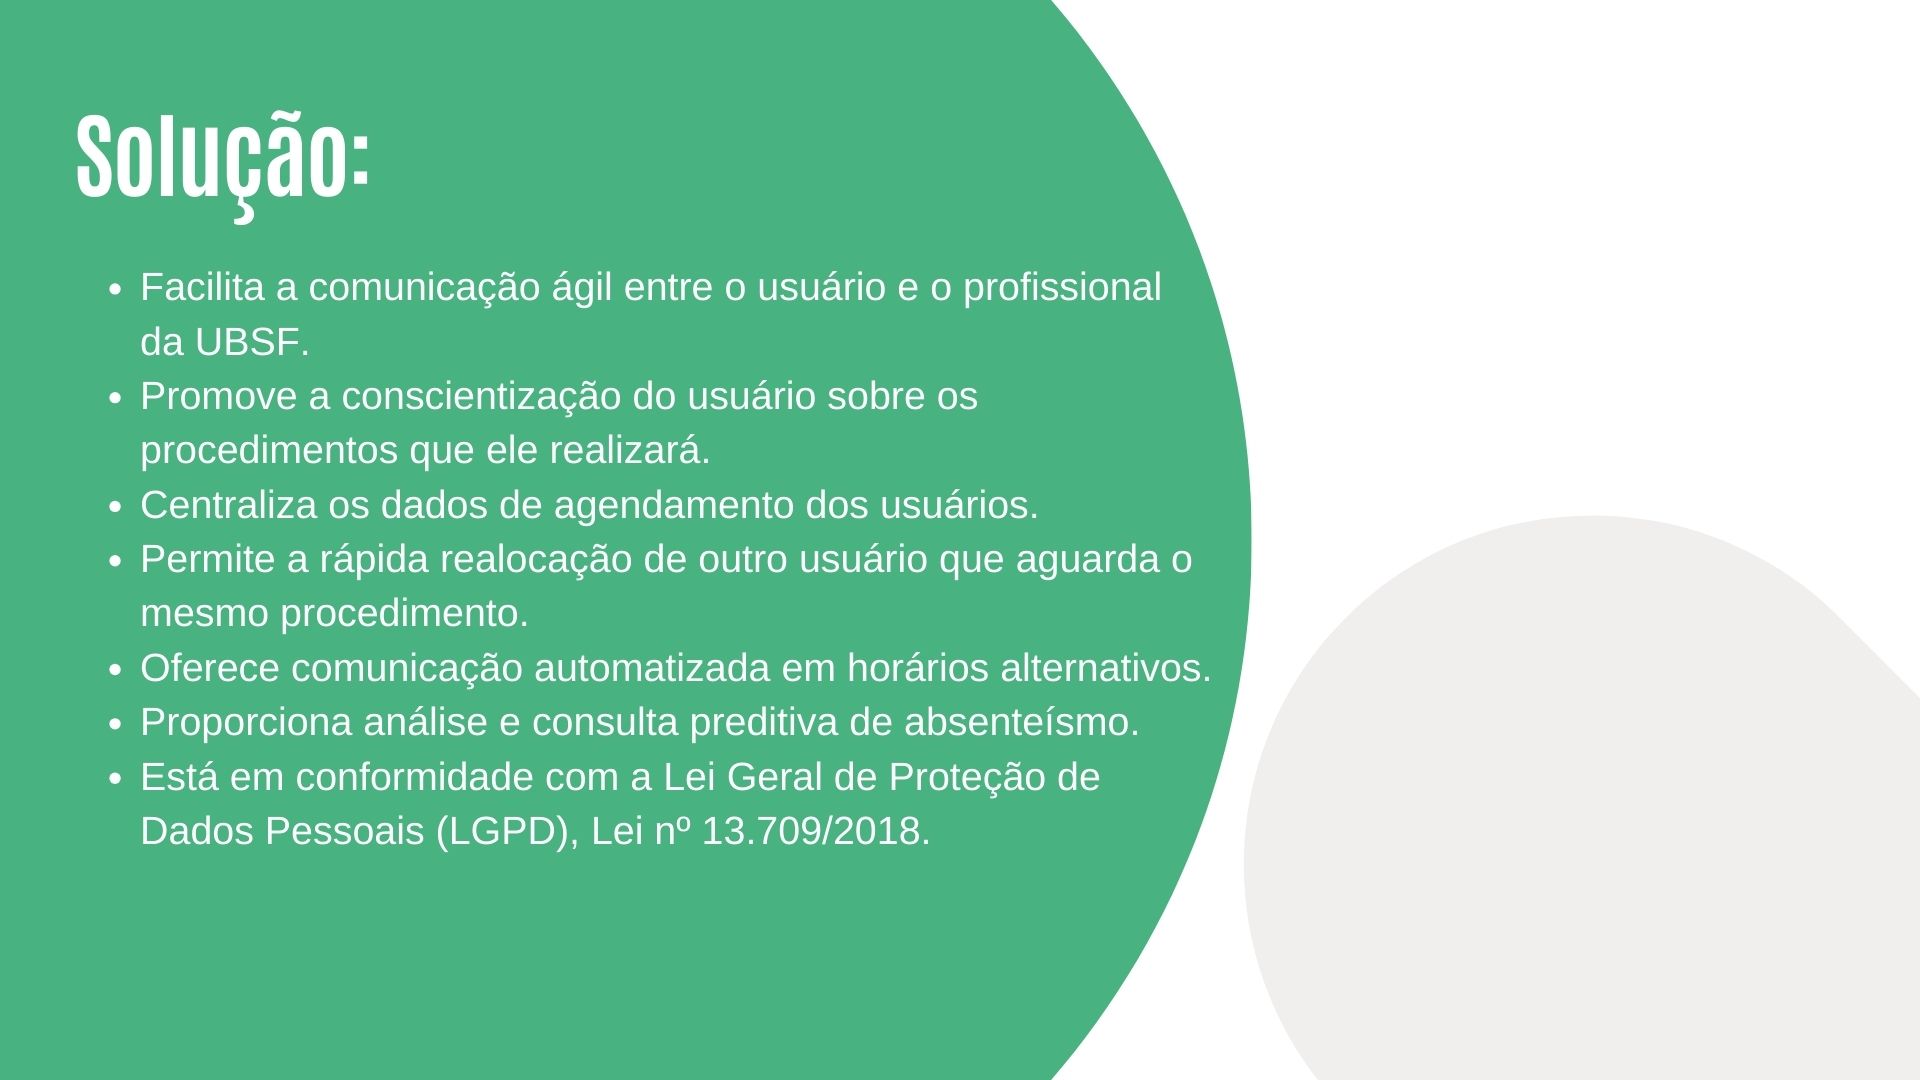 Solução:
• Facilita a comunicação ágil entre o usuário e o profissional
da UBSF.
• Promove a conscientização do usuário sobre os
procedimentos que ele realizará.
• Centraliza os dados de agendamento dos usuários.
• Permite a rápida realocação de outro usuário que aguarda o
mesmo procedimento.
• Oferece comunicação automatizada em horários alternativos.
• Proporciona análise e consulta preditiva de absenteísmo.
• Está em conformidade com a Lei Geral de Proteção de
Dados Pessoais (LGPD), Lei nº 13.709/2018.